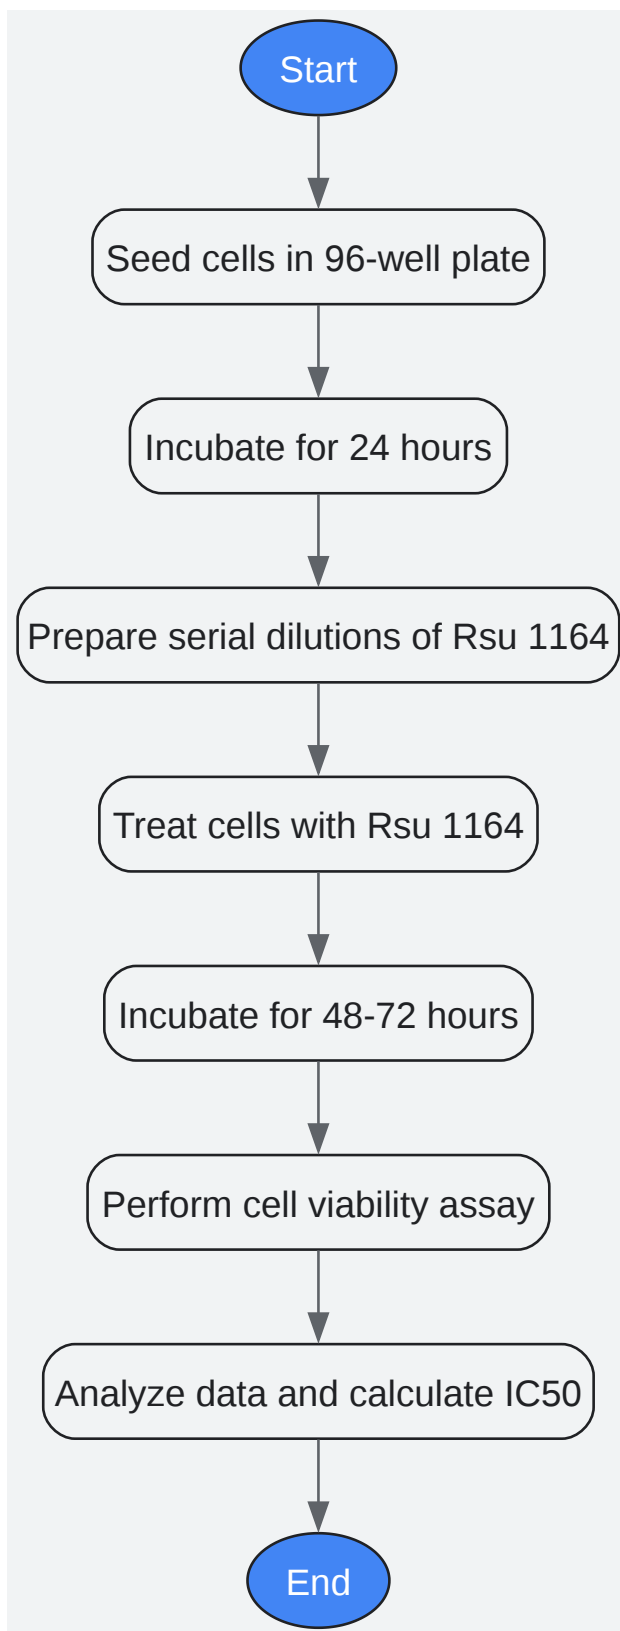 Start
Seed cells in 96-well plate
Incubate for 24 hours
Prepare serial dilutions of Rsu 1164
Treat cells with Rsu 1164
Incubate for 48-72 hours
Perform cell viability assay
Analyze data and calculate IC50
End